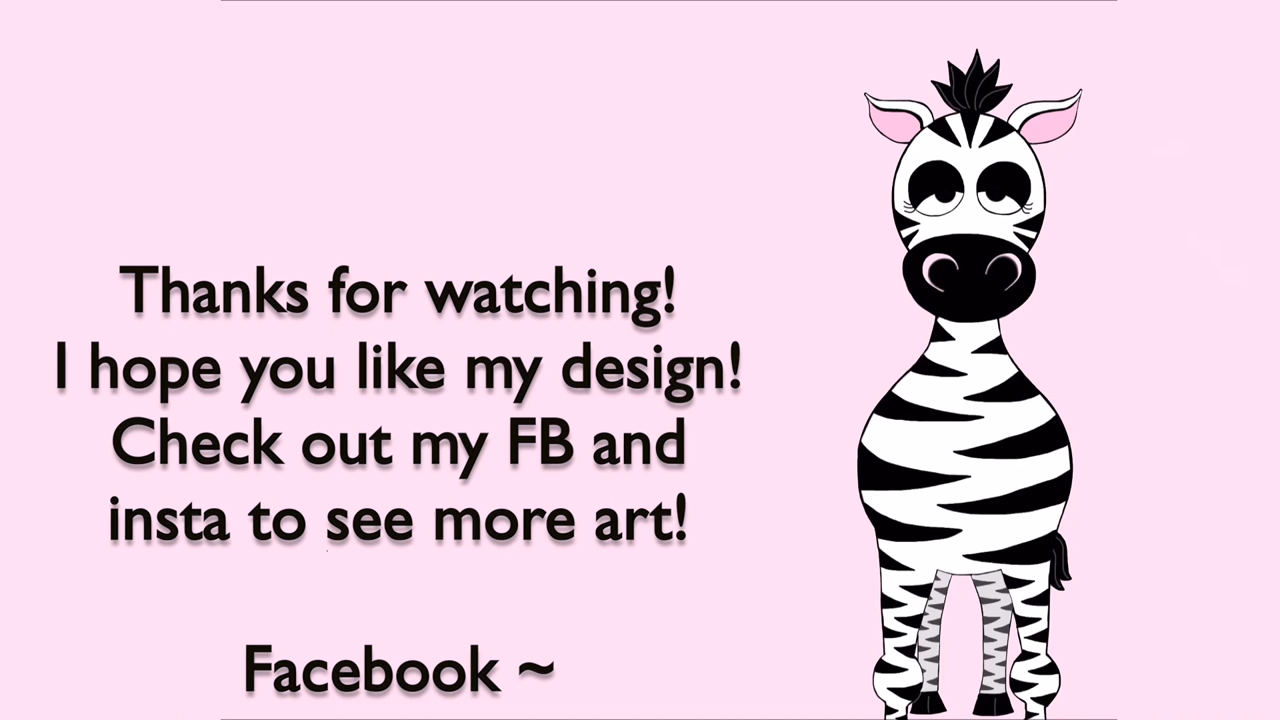 Thanks for watching!
I hope you like my design!
Check out my FB and
insta to see more art!
Facebook ~